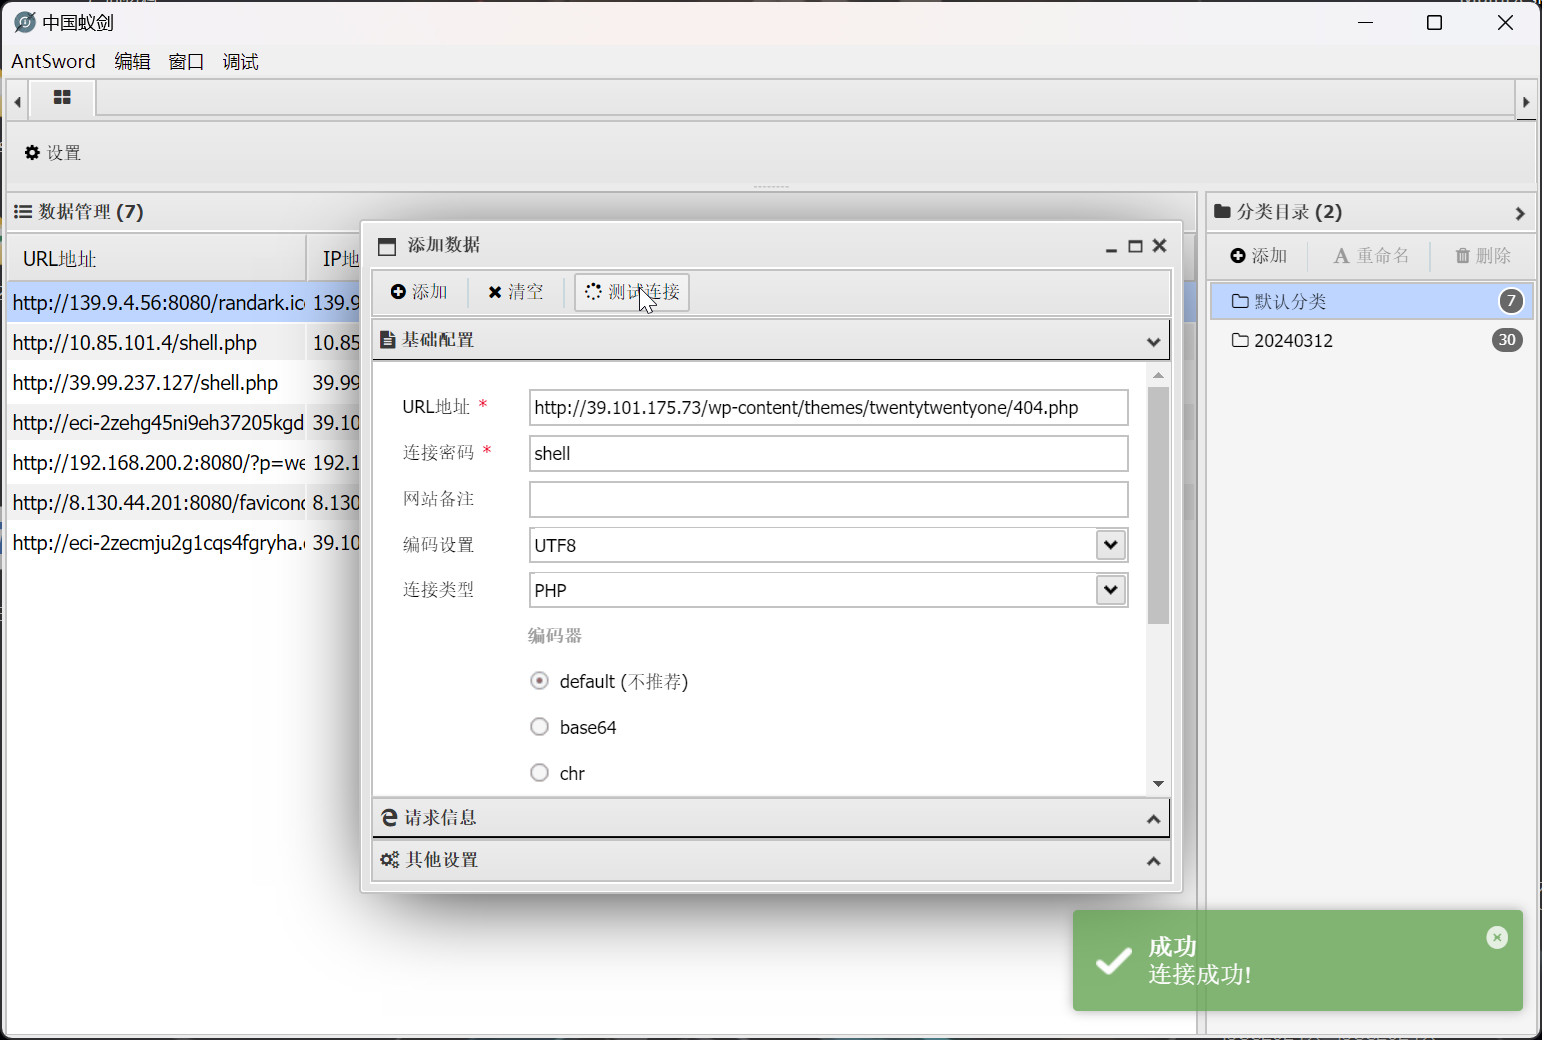 中国蚁剑
AntSword 编辑 窗口 调试
设置
数据管理 (7)
URL地址 IP地
http://139.9.4.56:8080/randark.ic 139.9
http://10.85.101.4/shell.php 10.85
http://39.99.237.127/shell.php 39.99
http://eci-2zehg45ni9eh37205kgd 39.10
http://192.168.200.2:8080/?p=we 192.1
http://8.130.44.201:8080/favicon 8.130
http://eci-2zecmju2g1cqs4fgryha. 39.10
添加数据
添加 清空 测试连接
基础配置
URL地址 * http://39.101.175.73/wp-content/themes/twentytwentyone/404.php
连接密码 * shell
网站备注
编码设置 UTF8
连接类型 PHP
编码器
default (不推荐)
base64
chr
请求信息
其他设置
分类目录 (2)
添加 重命名 删除
默认分类 7
20240312 30
成功
连接成功!